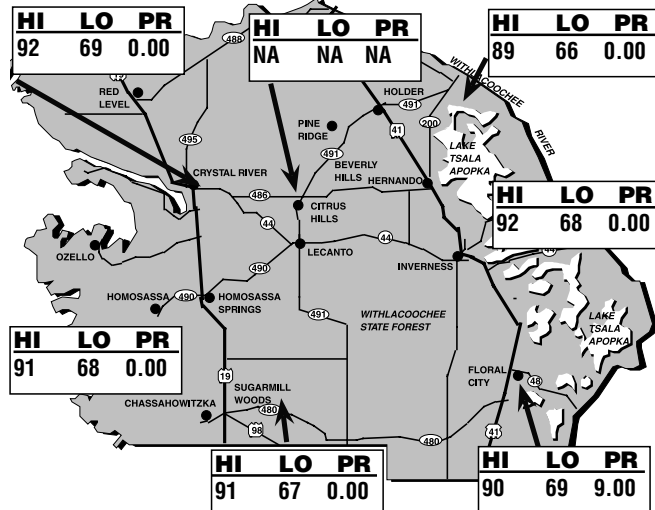 HI LO PR
92 69 0.00
HI LO PR
NA NA NA
HI LO PR
89 66 0.00
488
19
RED
LEVEL
WITHLACOOCHEE
RIVER
HOLDER
491
PINE
RIDGE
41
200
495
LAKE
TSALA
APOPKA
491
BEVERLY
HILLS
CRYSTAL RIVER
HERNANDO
486
HI LO PR
92 68 0.00
CITRUS
HILLS
44
44
44
OZELLO
LECANTO
INVERNESS
490
HOMOSASSA
490
HOMOSASSA
SPRINGS
491
WITHLACOOCHEE
STATE FOREST
LAKE
TSALA
APOPKA
HI LO PR
91 68 0.00
19
SUGARMILL
WOODS
FLORAL
CITY
48
CHASSAHOWITZKA
480
98
480
41
HI LO PR
91 67 0.00
HI LO PR
90 69 9.00